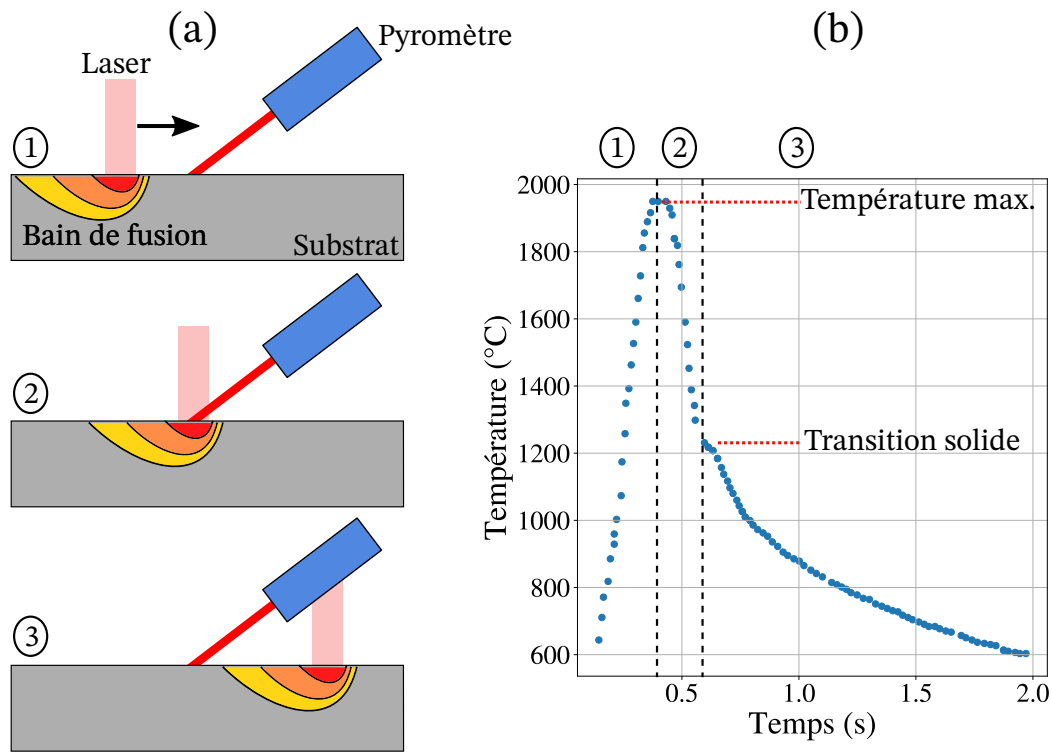 (a)
Pyromètre
Laser
1
Bain de fusion
Substrat
2
3
(b)
1 2 3
2000
1800
1600
1400
1200
1000
800
600
Température (°C)
Température max.
Transition solide
0.5 1.0 1.5 2.0
Temps (s)